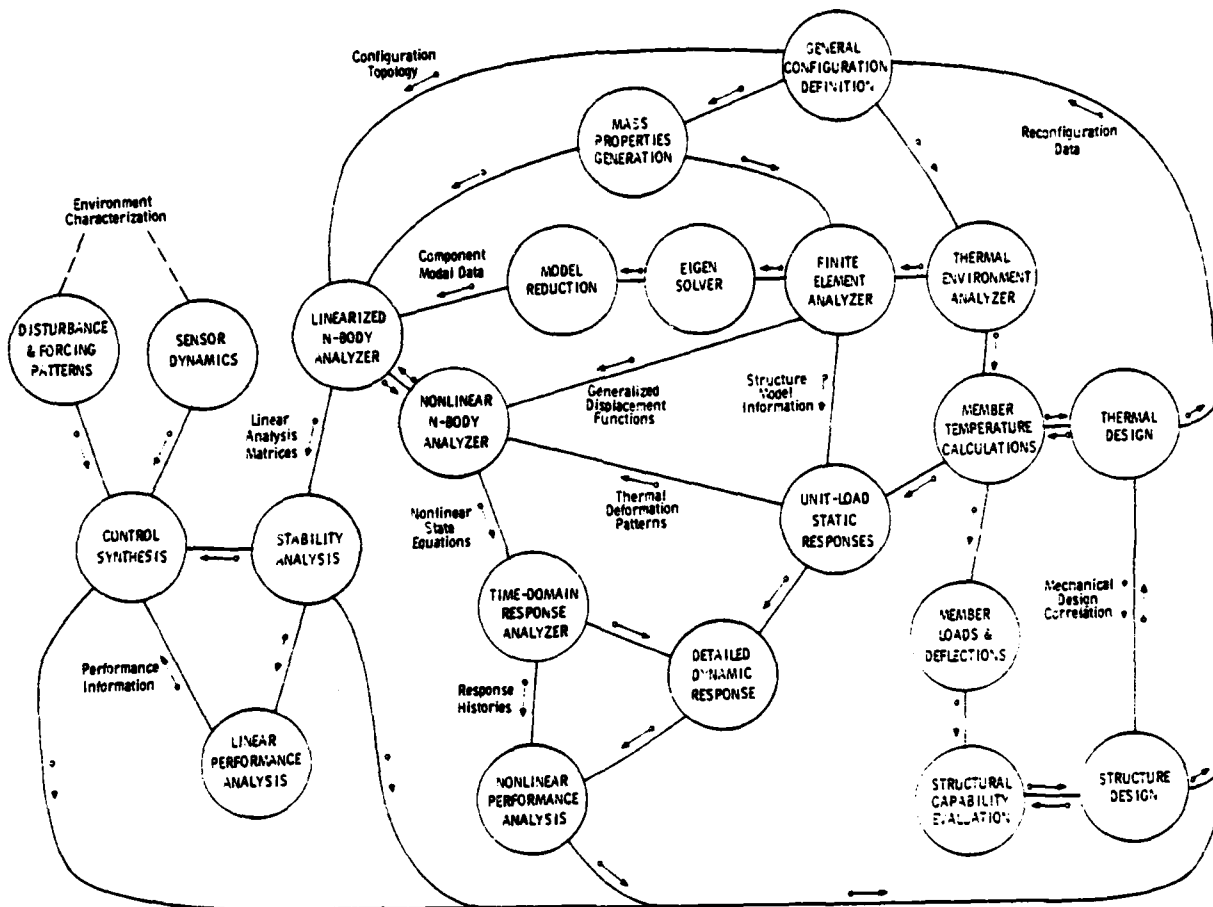 GENERAL
CONFIGURATION
DEFINITION
Configuration
Topology
MASS
PROPERTIES
GENERATION
Reconfiguration
Data
Environment
Characterization
Component
Modal Data
MODEL
REDUCTION
EIGEN
SOLVER
FINITE
ELEMENT
ANALYZER
THERMAL
ENVIRONMENT
ANALYZER
DISTURBANCE
& FORCING
PATTERNS
SENSOR
DYNAMICS
LINEARIZED
N-BODY
ANALYZER
NONLINEAR
N-BODY
ANALYZER
Generalized
Displacement
Functions
Structure
Model
Information
MEMBER
TEMPERATURE
CALCULATIONS
THERMAL
DESIGN
Linear
Analysis
Matrices
Thermal
Deformation
Patterns
UNIT-LOAD
STATIC
RESPONSES
Nonlinear
State
Equations
CONTROL
SYNTHESIS
STABILITY
ANALYSIS
TIME-DOMAIN
RESPONSE
ANALYZER
MEMBER
LOADS &
DEFLECTIONS
Mechanical
Design
Correlation
DETAILED
DYNAMIC
RESPONSE
Performance
Information
Response
Histories
LINEAR
PERFORMANCE
ANALYSIS
NONLINEAR
PERFORMANCE
ANALYSIS
STRUCTURAL
CAPABILITY
EVALUATION
STRUCTURE
DESIGN